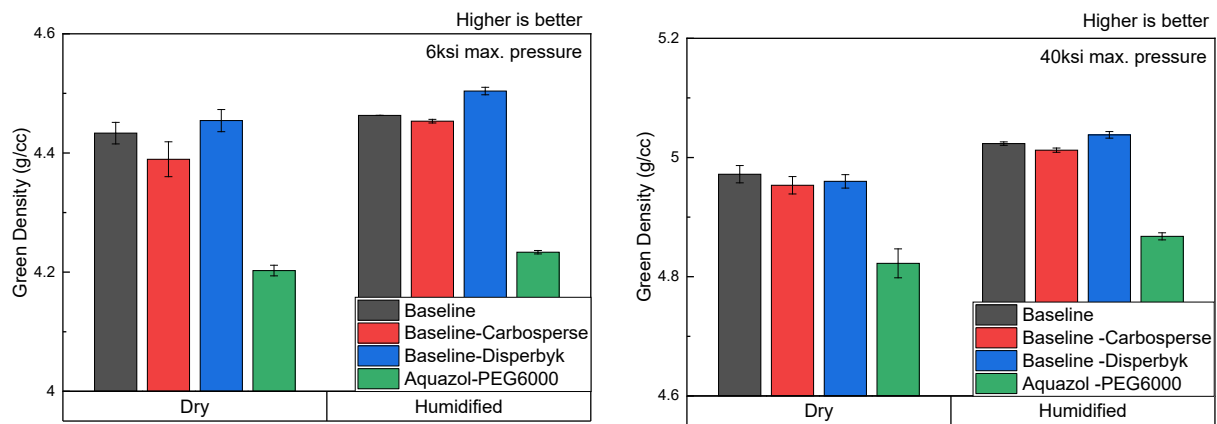 Higher is better
6ksi max. pressure
4.6
4.4
4.2
4
Green Density (g/cc)
Baseline
Baseline-Carbosperse
Baseline-Disperbyk
Aquazol-PEG6000
Dry
Humidified
Higher is better
40ksi max. pressure
5.2
5
4.8
4.6
Green Density (g/cc)
Baseline
Baseline -Carbosperse
Baseline -Disperbyk
Aquazol -PEG6000
Dry
Humidified